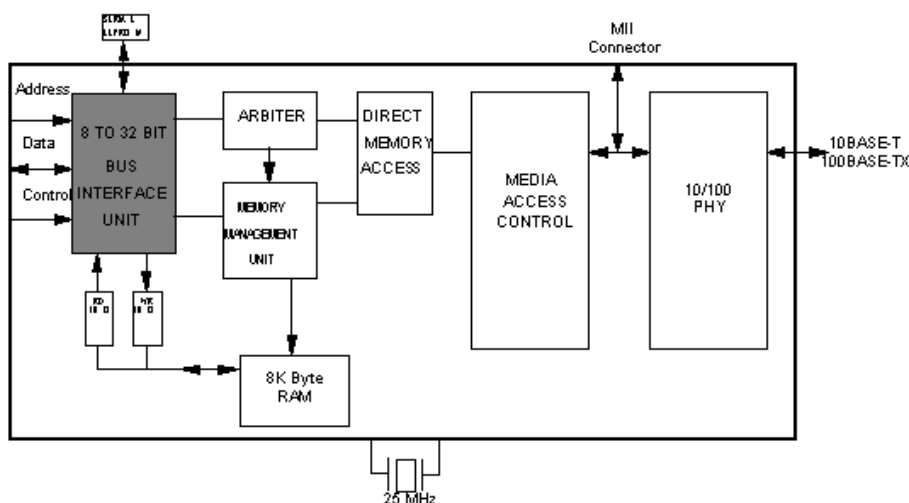 MII
Connector
Address
Data
Control
8 TO 32 BIT
BUS
INTERFACE
UNIT
ARBITER
MEMORY
MANAGEMENT
UNIT
DIRECT
MEMORY
ACCESS
MEDIA
ACCESS
CONTROL
10/100
PHY
10BASE-T
100BASE-TX
8K Byte
RAM
25 MHz